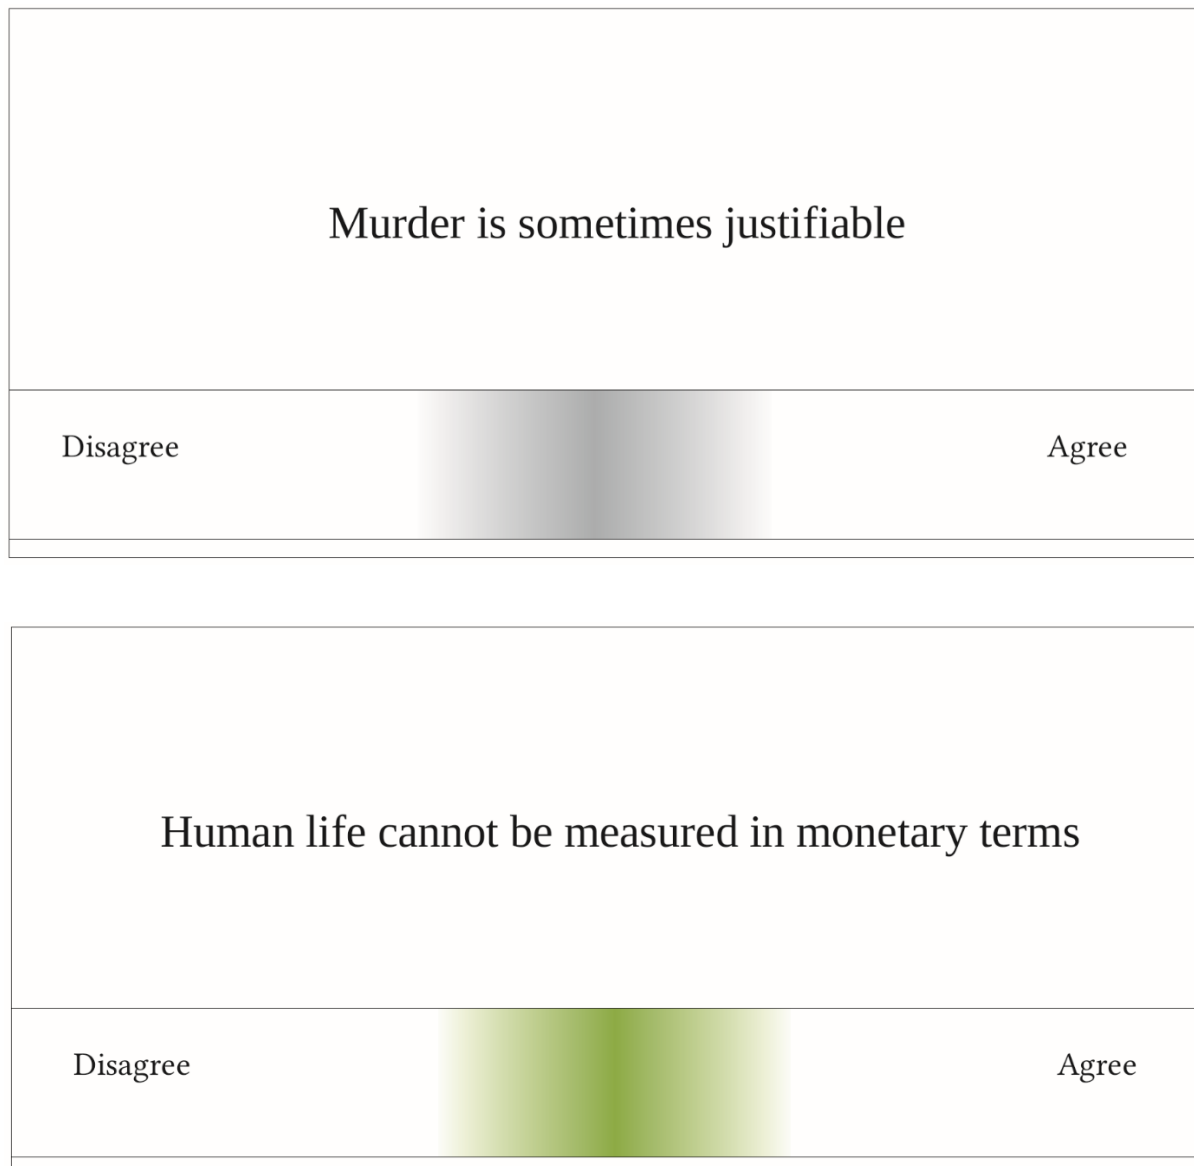 Murder is sometimes justifiable
Disagree
Agree
Human life cannot be measured in monetary terms
Disagree
Agree